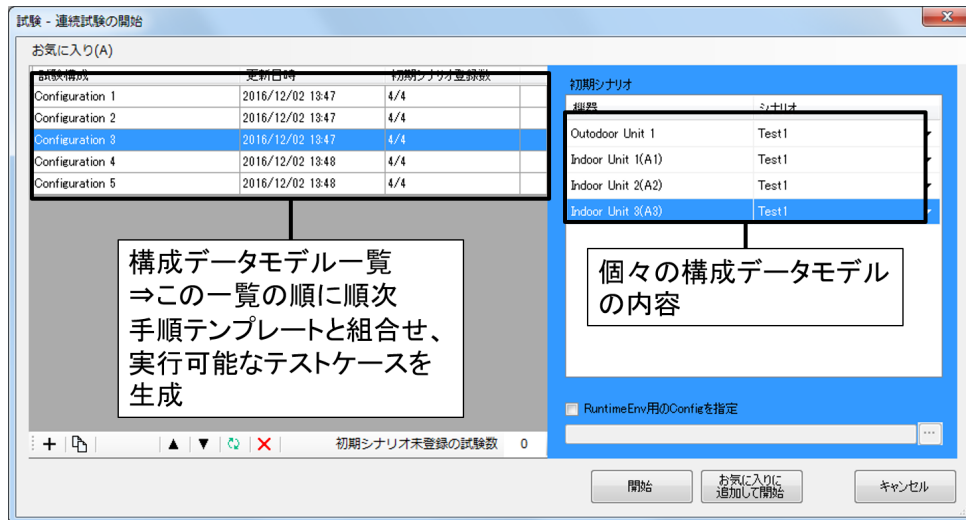 試験 - 連続試験の開始
お気に入り(A)
試験構成 更新日時 初期シナリオ登録数
Configuration 1 2016/12/02 13:47 4/4
Configuration 2 2016/12/02 13:47 4/4
Configuration 3 2016/12/02 13:47 4/4
Configuration 4 2016/12/02 13:48 4/4
Configuration 5 2016/12/02 13:48 4/4
構成データモデル一覧
⇒この一覧の順に順次
手順テンプレートと組合せ、
実行可能なテストケースを
生成
初期シナリオ未登録の試験数 0
初期シナリオ
機器 シナリオ
Outodoor Unit 1 Test1
Indoor Unit 1(A1) Test1
Indoor Unit 2(A2) Test1
Indoor Unit 3(A3) Test1
個々の構成データモデル
の内容
RuntimeEnv用のConfigを指定
...
開始
お気に入りに
追加して開始
キャンセル